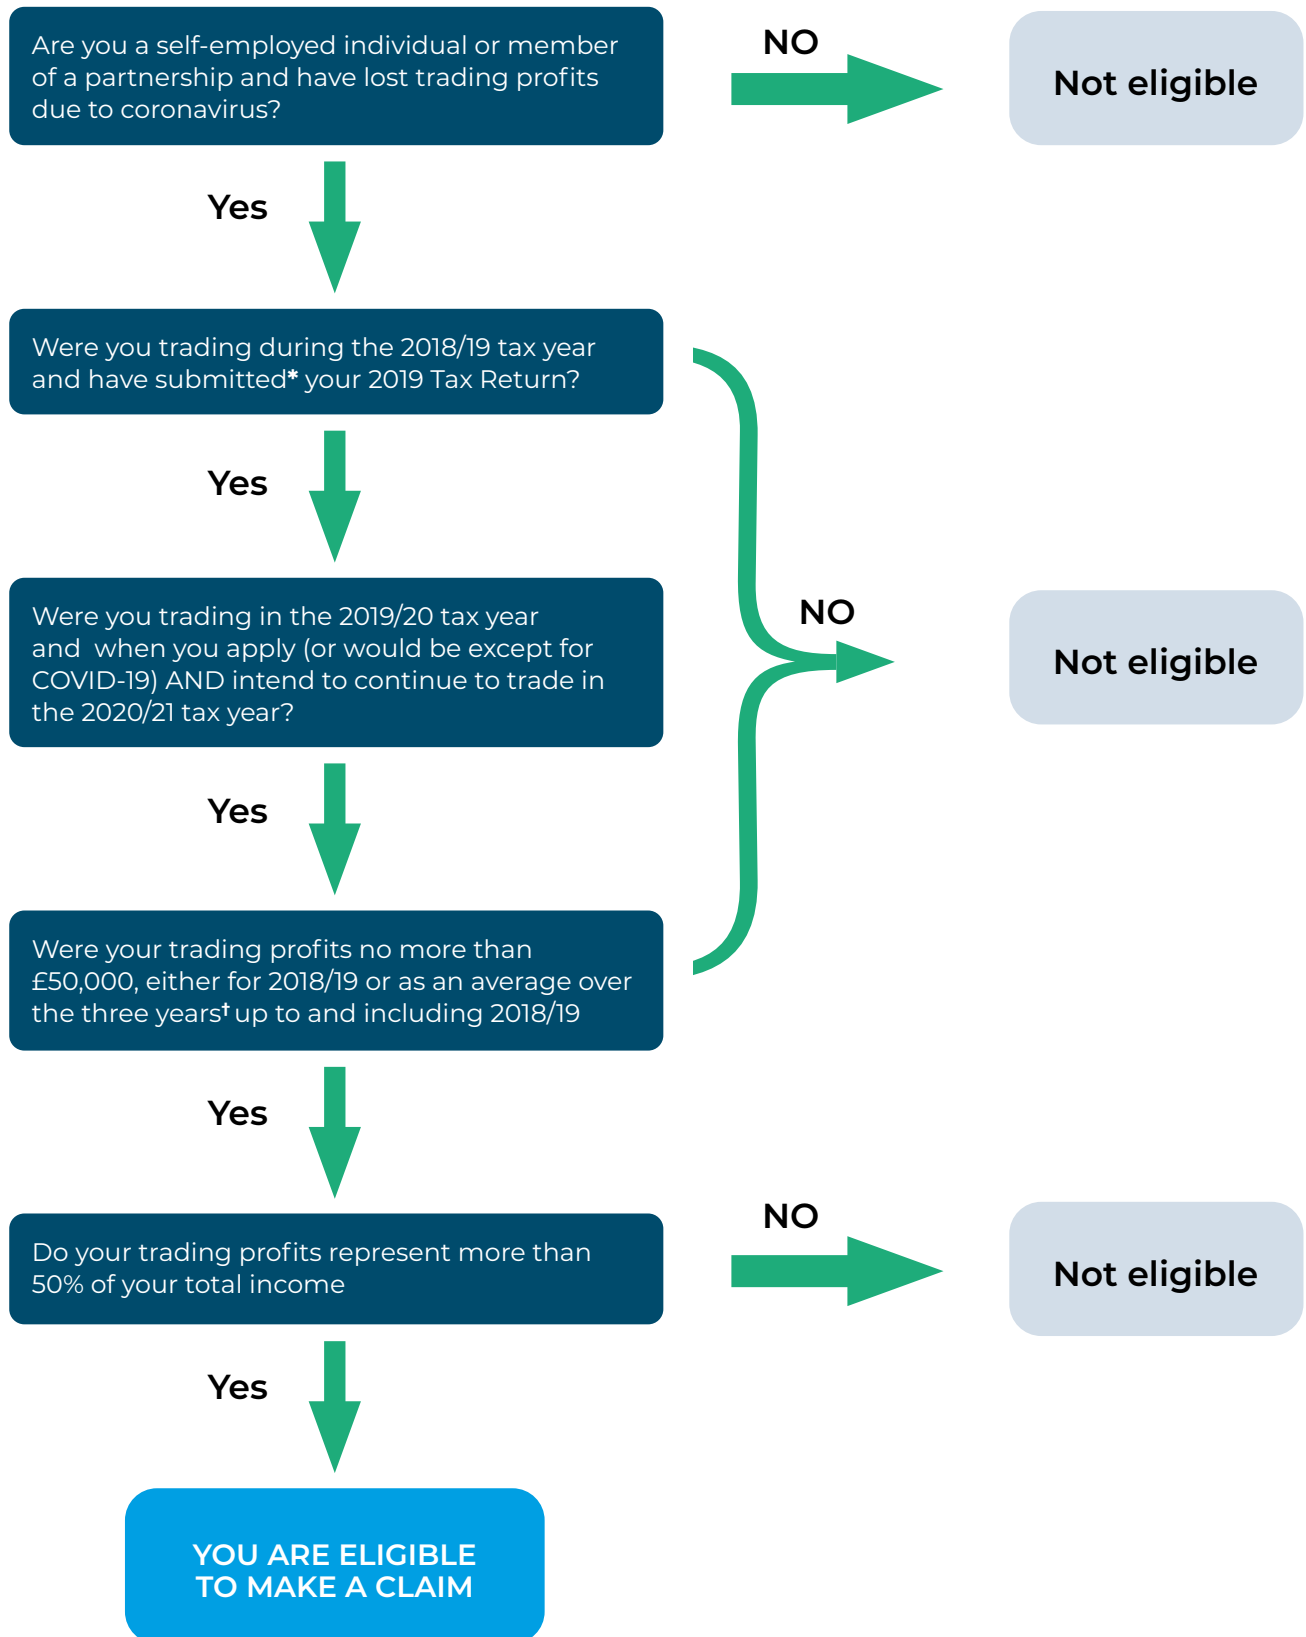 Are you a self-employed individual or member
of a partnership and have lost trading profits
due to coronavirus?
NO
Not eligible
Yes
Were you trading during the 2018/19 tax year
and have submitted* your 2019 Tax Return?
Yes
Were you trading in the 2019/20 tax year
and  when you apply (or would be except for
COVID-19) AND intend to continue to trade in
the 2020/21 tax year?
NO
Not eligible
Yes
Were your trading profits no more than
£50,000, either for 2018/19 or as an average over
the three years† up to and including 2018/19
Yes
Do your trading profits represent more than
50% of your total income
NO
Not eligible
Yes
YOU ARE ELIGIBLE
TO MAKE A CLAIM